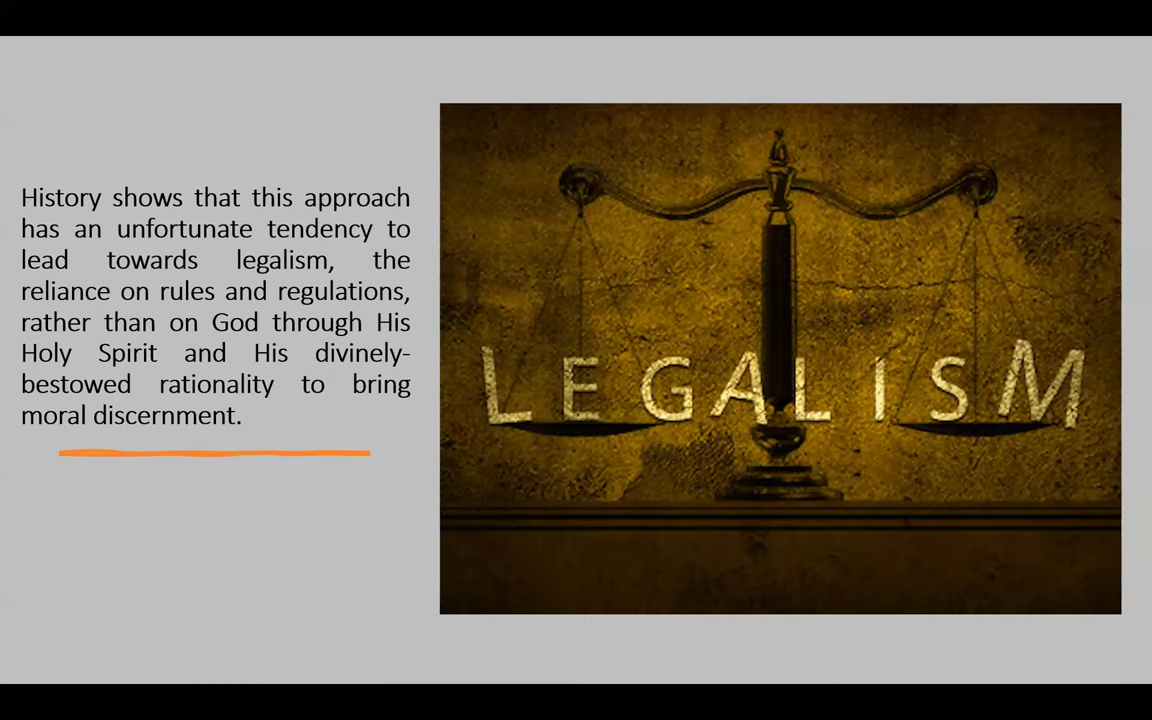 History shows that this approach
has an unfortunate tendency to
lead towards legalism, the
reliance on rules and regulations,
rather than on God through His
Holy Spirit and His divinely-
bestowed rationality to bring
moral discernment.
LEGALISM